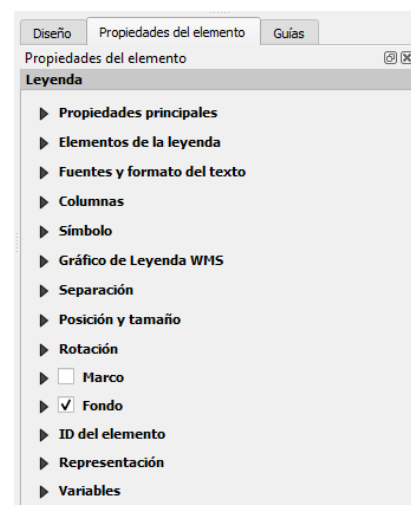 Diseño Propiedades del elemento Guías
Propiedades del elemento
Leyenda
Propiedades principales
Elementos de la leyenda
Fuentes y formato del texto
Columnas
Símbolo
Gráfico de Leyenda WMS
Separación
Posición y tamaño
Rotación
Marco
Fondo
ID del elemento
Representación
Variables